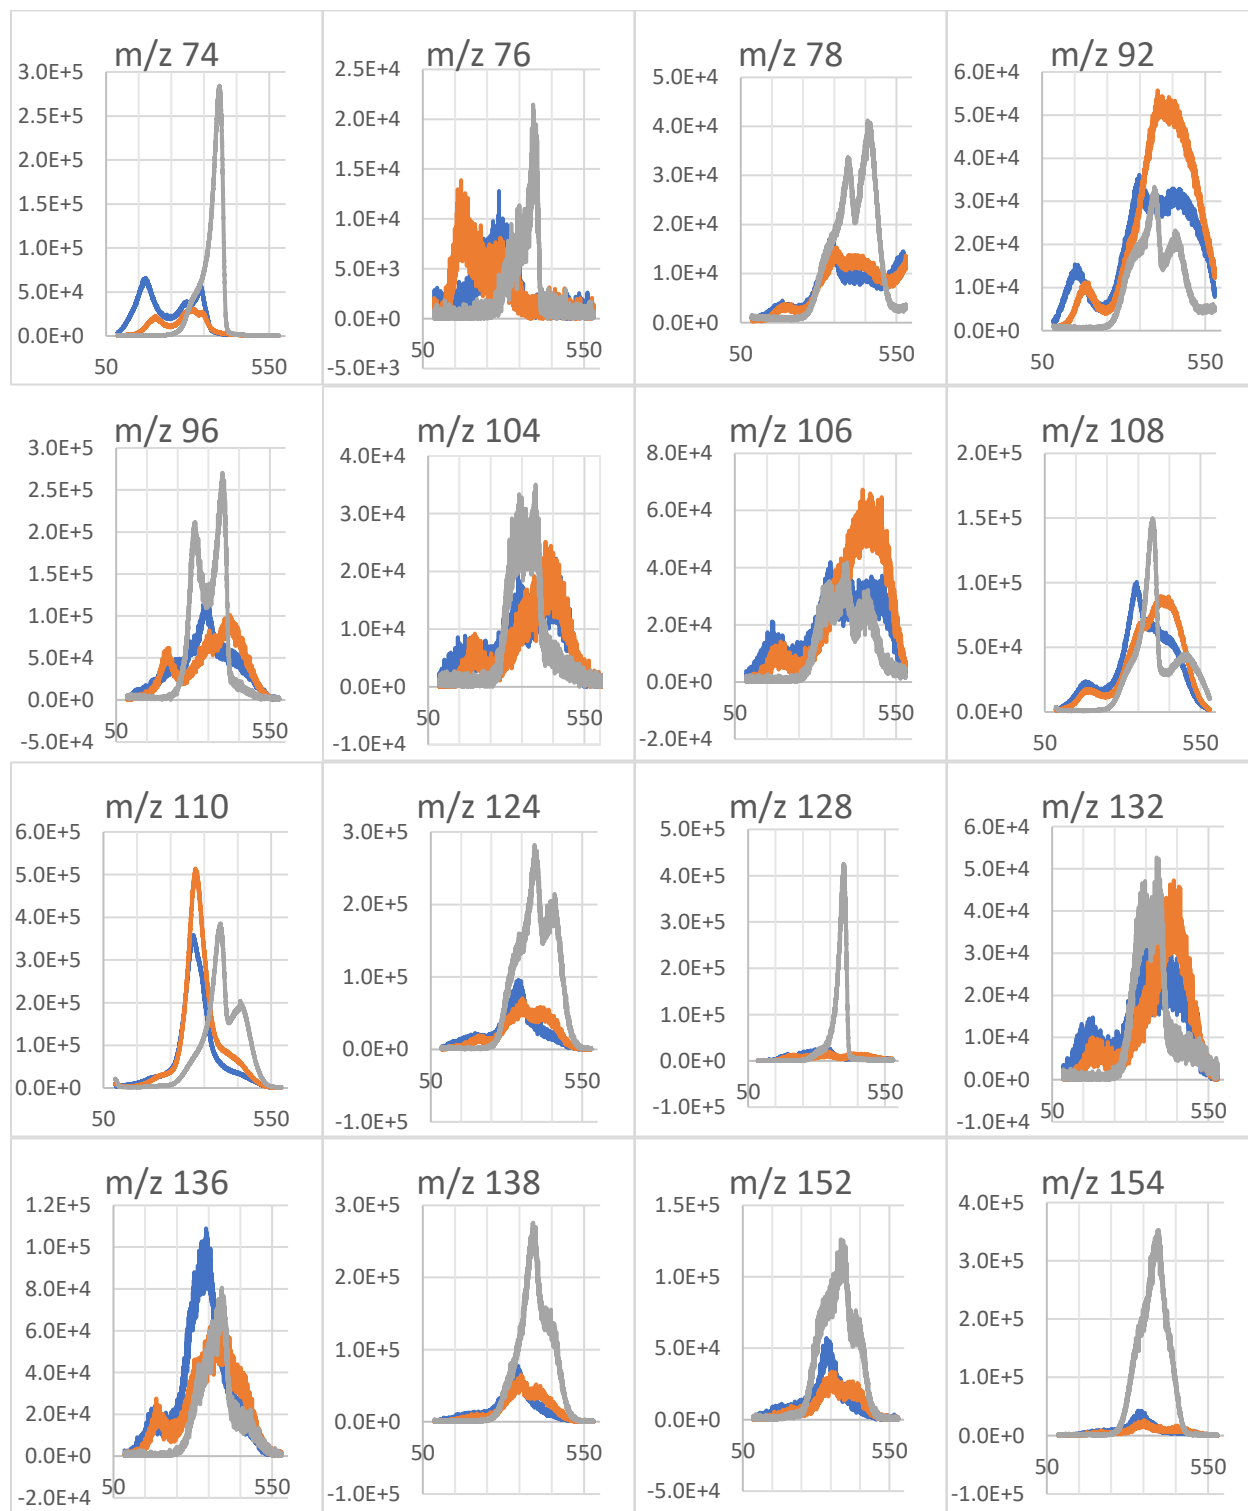 m/z 74
3.0E+5
2.5E+5
2.0E+5
1.5E+5
1.0E+5
5.0E+4
0.0E+0
50
550
m/z 76
2.5E+4
2.0E+4
1.5E+4
1.0E+4
5.0E+3
0.0E+0
-5.0E+3
50
550
m/z 78
5.0E+4
4.0E+4
3.0E+4
2.0E+4
1.0E+4
0.0E+0
50
550
m/z 92
6.0E+4
5.0E+4
4.0E+4
3.0E+4
2.0E+4
1.0E+4
0.0E+0
50
550
m/z 96
3.0E+5
2.5E+5
2.0E+5
1.5E+5
1.0E+5
5.0E+4
0.0E+0
-5.0E+4
50
550
m/z 104
4.0E+4
3.0E+4
2.0E+4
1.0E+4
0.0E+0
-1.0E+4
50
550
m/z 106
8.0E+4
6.0E+4
4.0E+4
2.0E+4
0.0E+0
-2.0E+4
50
550
m/z 108
2.0E+5
1.5E+5
1.0E+5
5.0E+4
0.0E+0
50
550
m/z 110
6.0E+5
5.0E+5
4.0E+5
3.0E+5
2.0E+5
1.0E+5
0.0E+0
50
550
m/z 124
3.0E+5
2.0E+5
1.0E+5
0.0E+0
-1.0E+5
50
550
m/z 128
5.0E+5
4.0E+5
3.0E+5
2.0E+5
1.0E+5
0.0E+0
-1.0E+5
50
550
m/z 132
6.0E+4
5.0E+4
4.0E+4
3.0E+4
2.0E+4
1.0E+4
0.0E+0
-1.0E+4
50
550
m/z 136
1.2E+5
1.0E+5
8.0E+4
6.0E+4
4.0E+4
2.0E+4
0.0E+0
-2.0E+4
50
550
m/z 138
3.0E+5
2.0E+5
1.0E+5
0.0E+0
-1.0E+5
50
550
m/z 152
1.5E+5
1.0E+5
5.0E+4
0.0E+0
-5.0E+4
50
550
m/z 154
4.0E+5
3.0E+5
2.0E+5
1.0E+5
0.0E+0
-1.0E+5
50
550